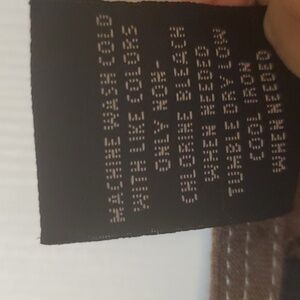 MACHINE WASH COLD
WITH LIKE COLORS
ONLY NON-
CHLORINE BLEACH
WHEN NEEDED
TUMBLE DRY LOW
COOL IRON
WHEN NEEDED